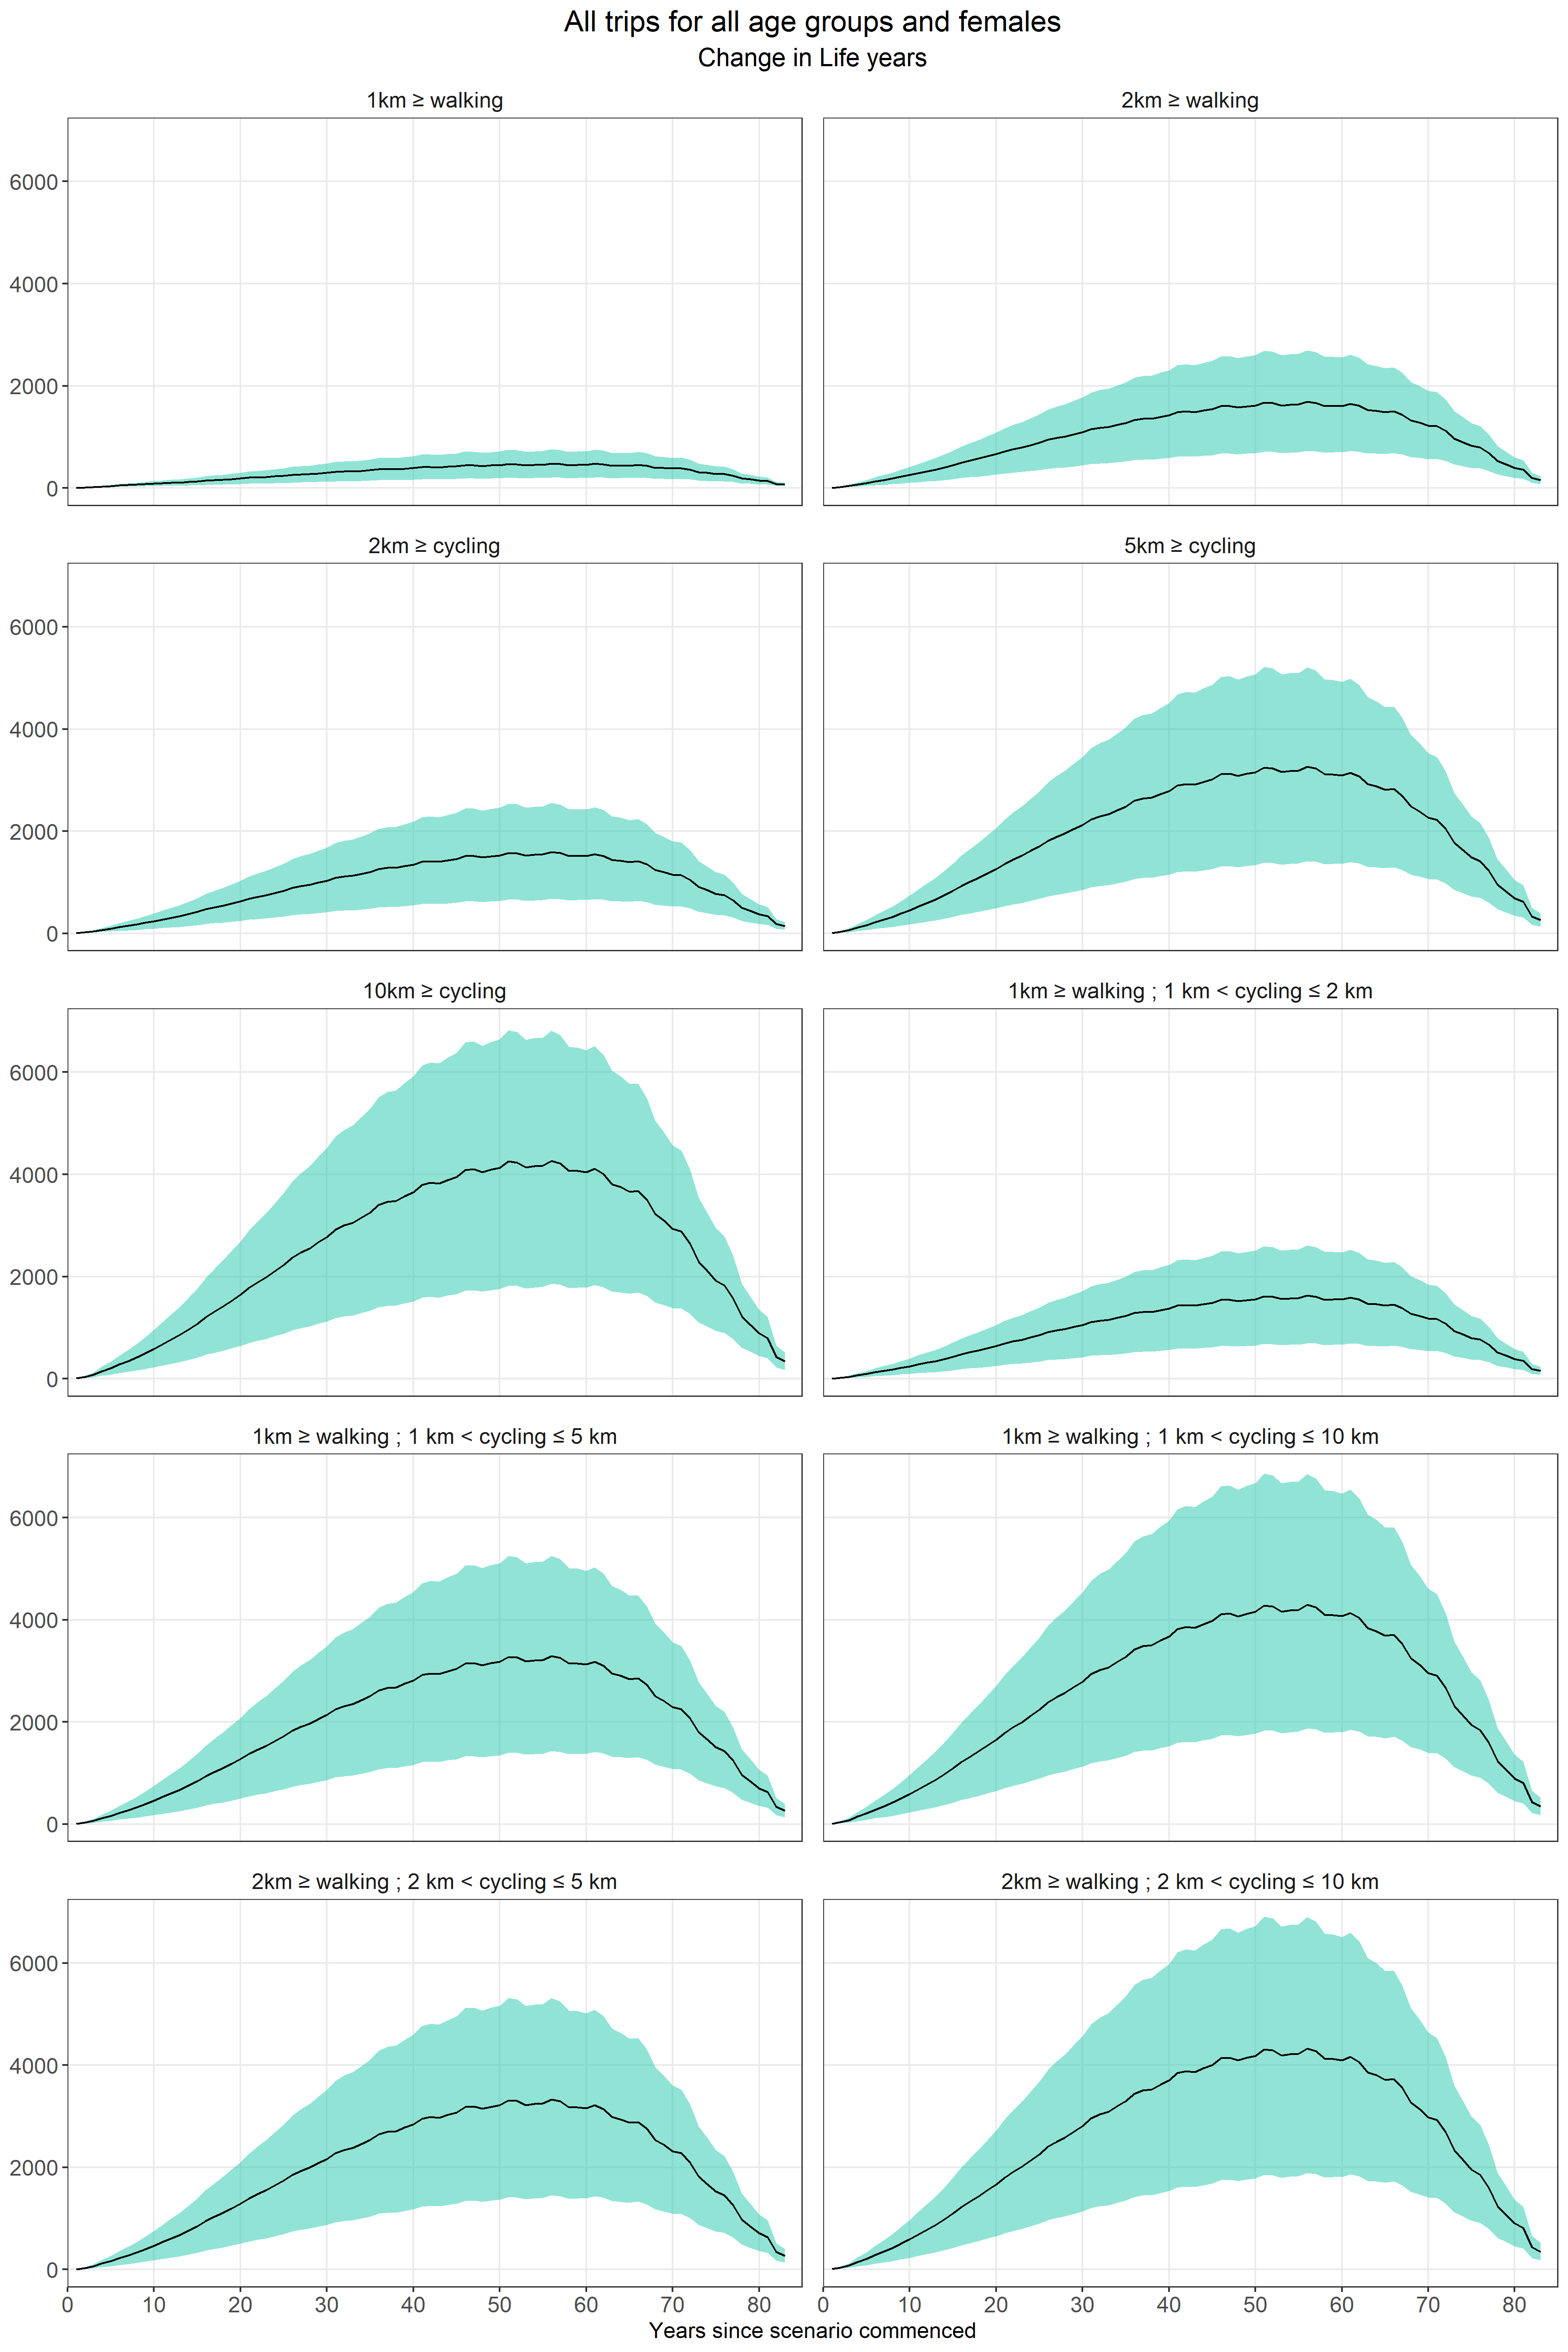 All trips for all age groups and females
Change in Life years
1km ≥ walking
2km ≥ walking
6000
4000
2000
0
2km ≥ cycling
5km ≥ cycling
6000
4000
2000
0
10km ≥ cycling
1km ≥ walking ; 1 km < cycling ≤ 2 km
6000
4000
2000
0
1km ≥ walking ; 1 km < cycling ≤ 5 km
1km ≥ walking ; 1 km < cycling ≤ 10 km
6000
4000
2000
0
2km ≥ walking ; 2 km < cycling ≤ 5 km
2km ≥ walking ; 2 km < cycling ≤ 10 km
6000
4000
2000
0
0 10 20 30 40 50 60 70 80 0 10 20 30 40 50 60 70 80
Years since scenario commenced